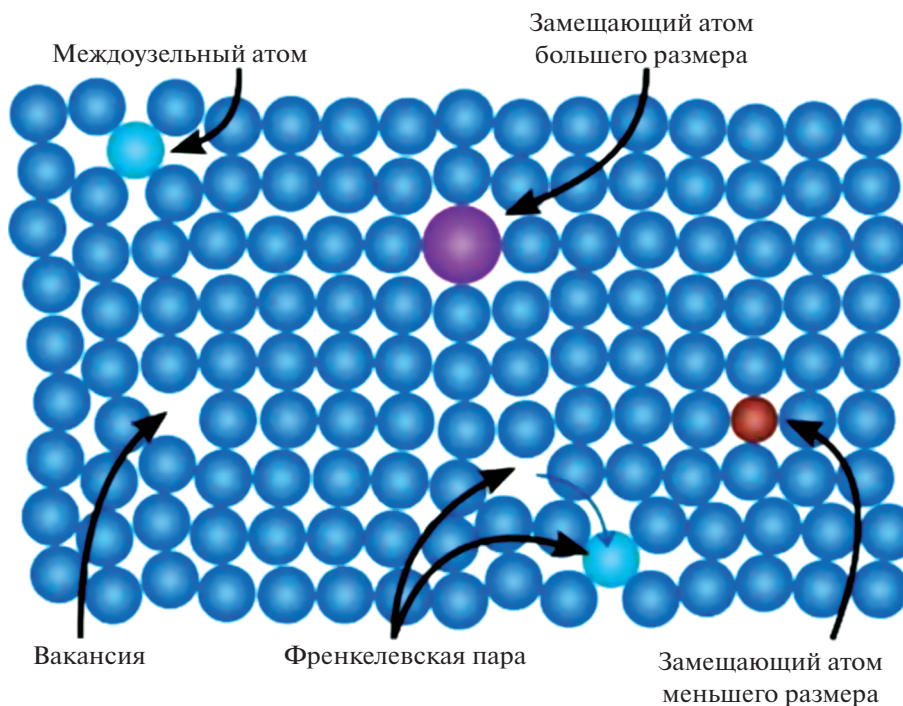 Междоузельный атом
Замещающий атом
большего размера
Вакансия
Френкелевская пара
Замещающий атом
меньшего размера